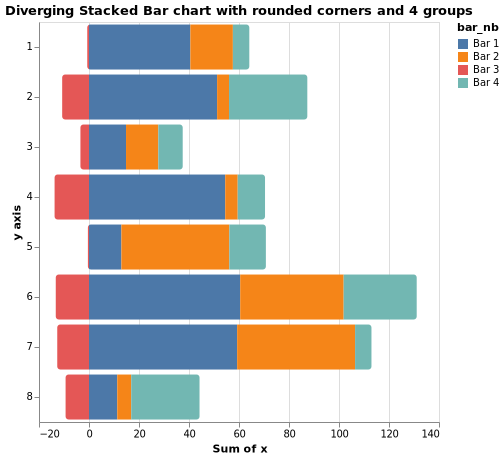 Diverging Stacked Bar chart with rounded corners and 4 groups
bar_nb
Bar 1
Bar 2
Bar 3
Bar 4
y axis
1
2
3
4
5
6
7
8
−20 0 20 40 60 80 100 120 140
Sum of x